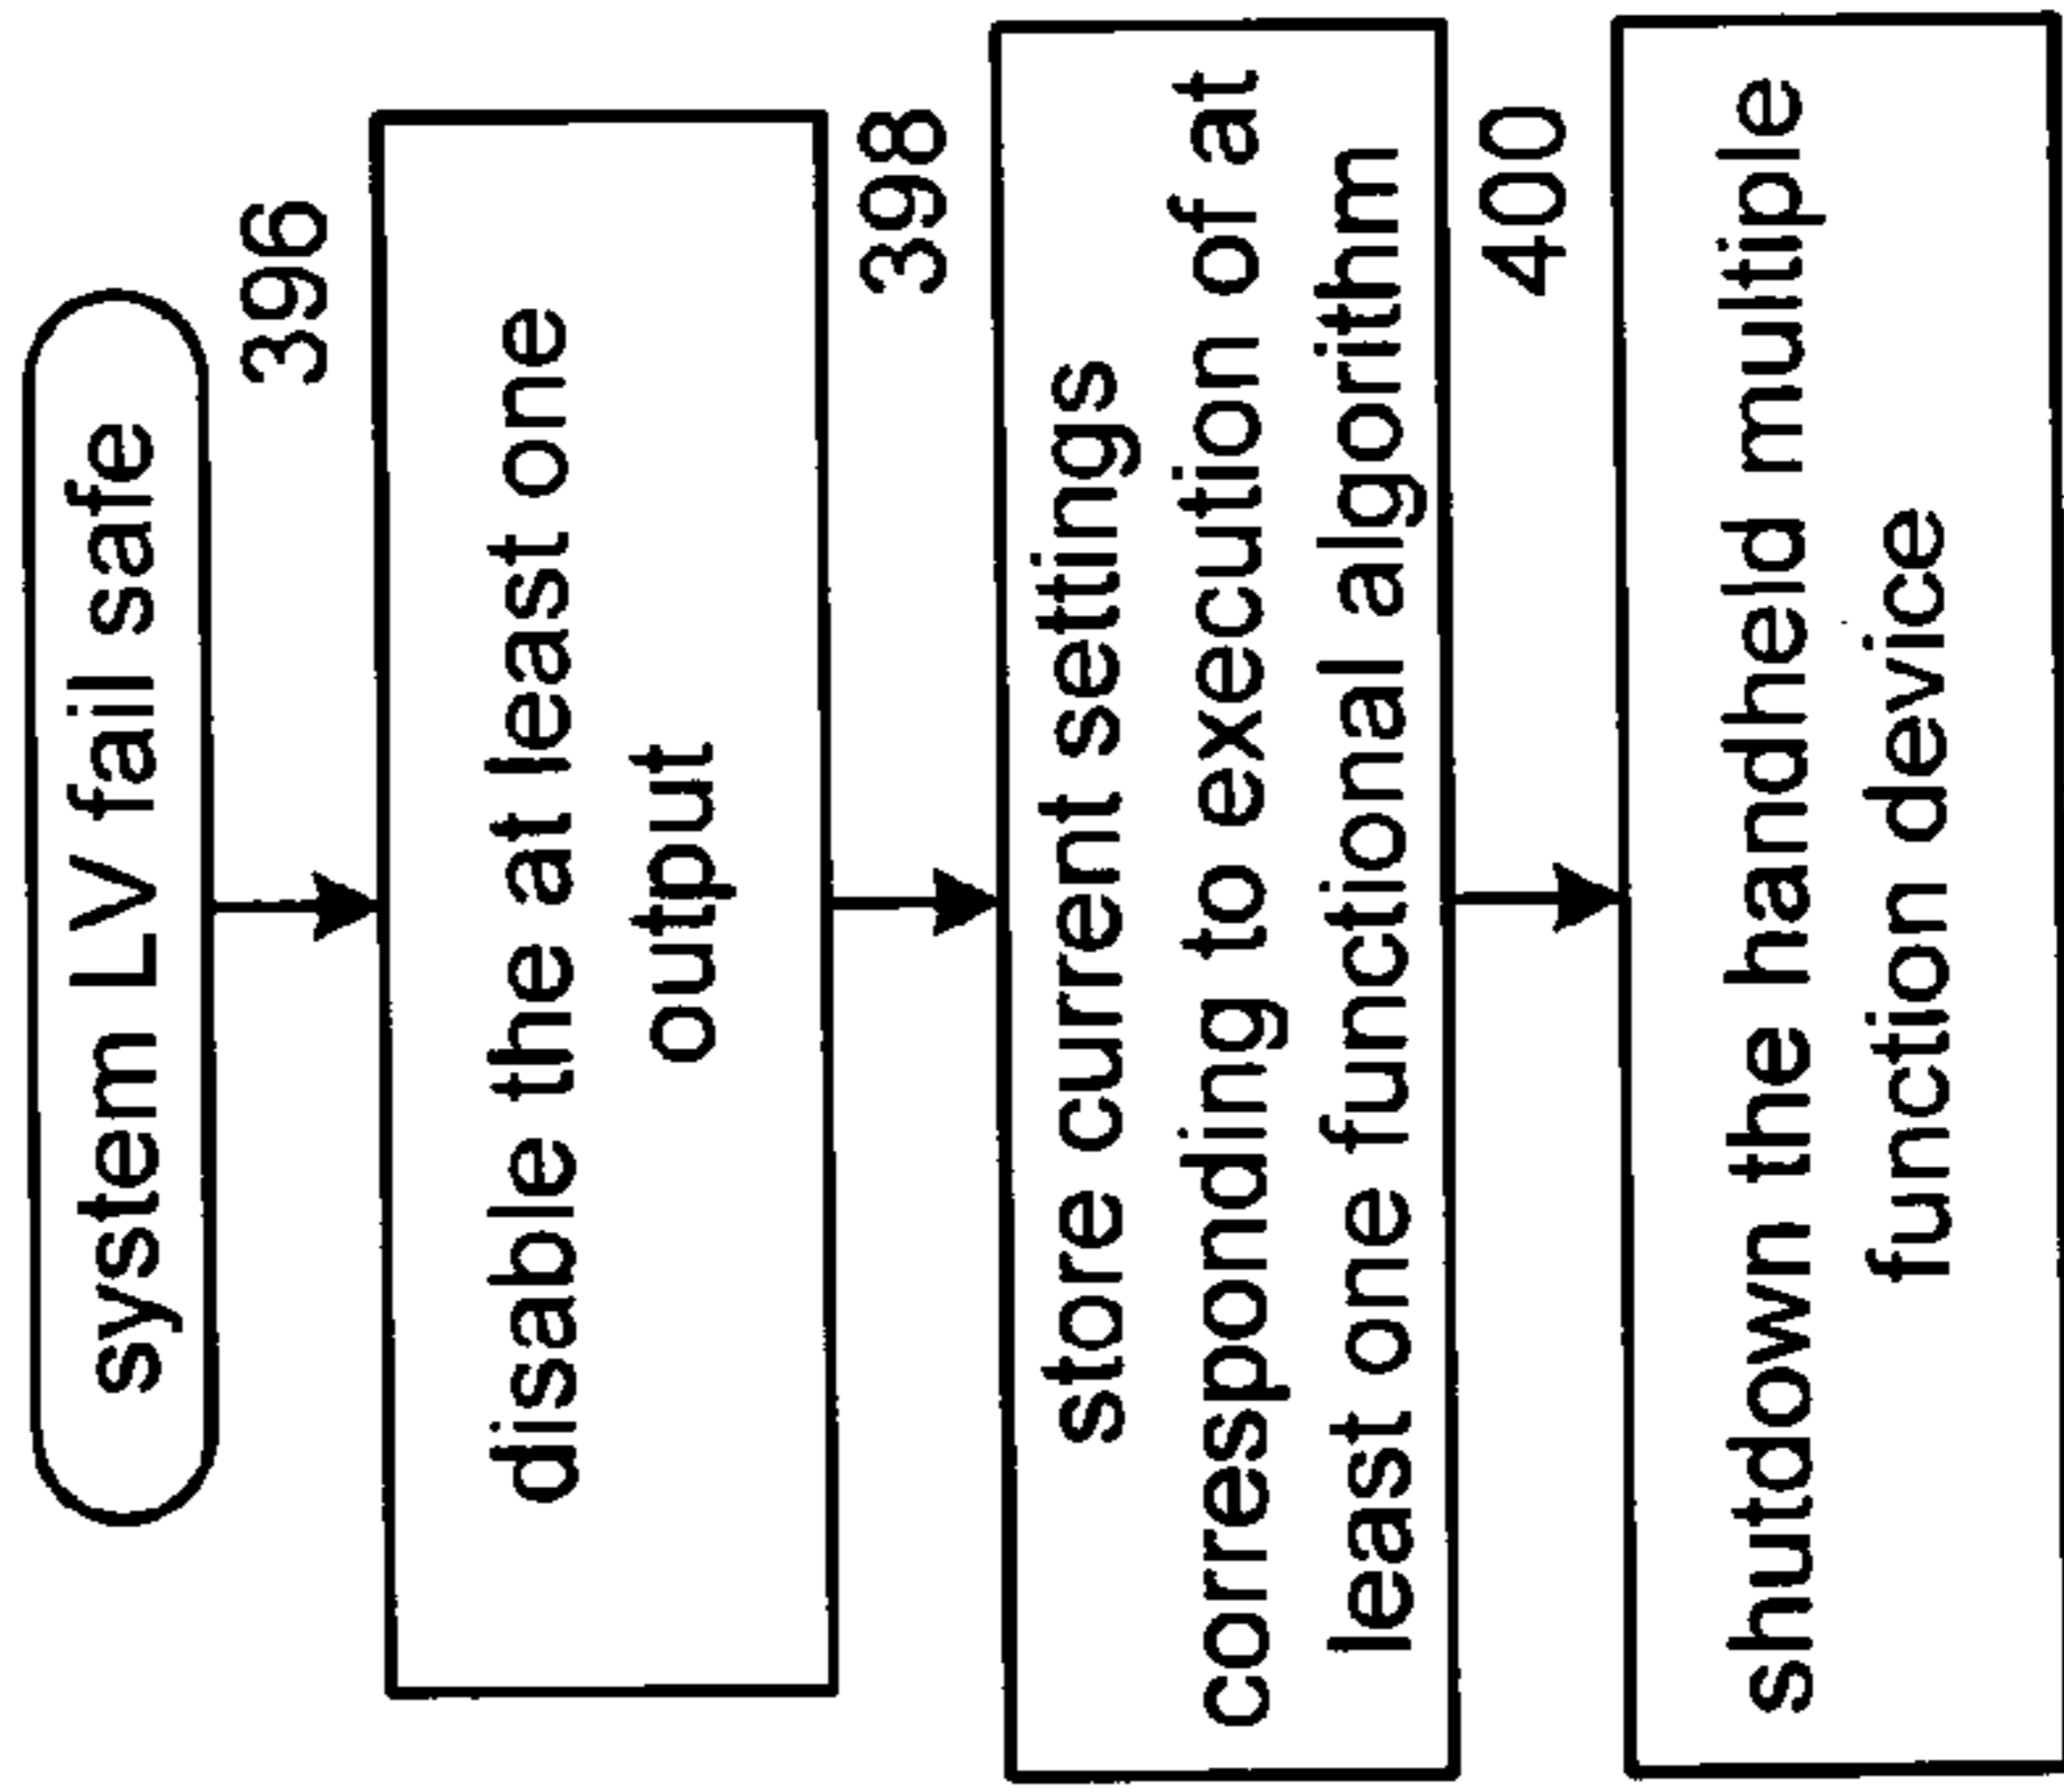 system LV fail safe
396
disable the at least one
output
398
store current settings
corresponding to execution of at
least one functional algorithm
400
shutdown the handheld multiple
function device